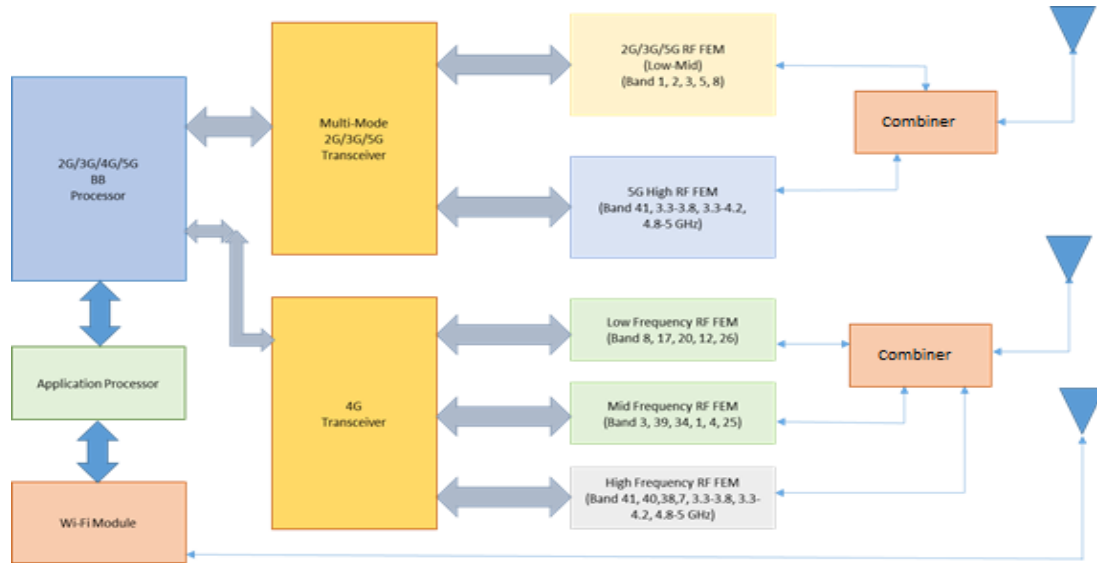 2G/3G/4G/5G
BB
Processor
Application Processor
Wi-Fi Module
Multi-Mode
2G/3G/5G
Transceiver
4G
Transceiver
2G/3G/5G RF FEM
(Low-Mid)
(Band 1, 2, 3, 5, 8)
5G High RF FEM
(Band 41, 3.3-3.8, 3.3-4.2,
4.8-5 GHz)
Low Frequency RF FEM
(Band 8, 17, 20, 12, 26)
Mid Frequency RF FEM
(Band 3, 39, 34, 1, 4, 25)
High Frequency RF FEM
(Band 41, 40,38,7, 3.3-3.8, 3.3-
4.2, 4.8-5 GHz)
Combiner
Combiner